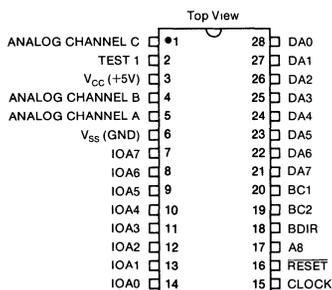 Top View
ANALOG CHANNEL C 1 28 DA0
TEST 1 2 27 DA1
VCC (+5V) 3 26 DA2
ANALOG CHANNEL B 4 25 DA3
ANALOG CHANNEL A 5 24 DA4
VSS (GND) 6 23 DA5
IOA7 7 22 DA6
IOA6 8 21 DA7
IOA5 9 20 BC1
IOA4 10 19 BC2
IOA3 11 18 BDIR
IOA2 12 17 A8
IOA1 13 16 RESET
IOA0 14 15 CLOCK